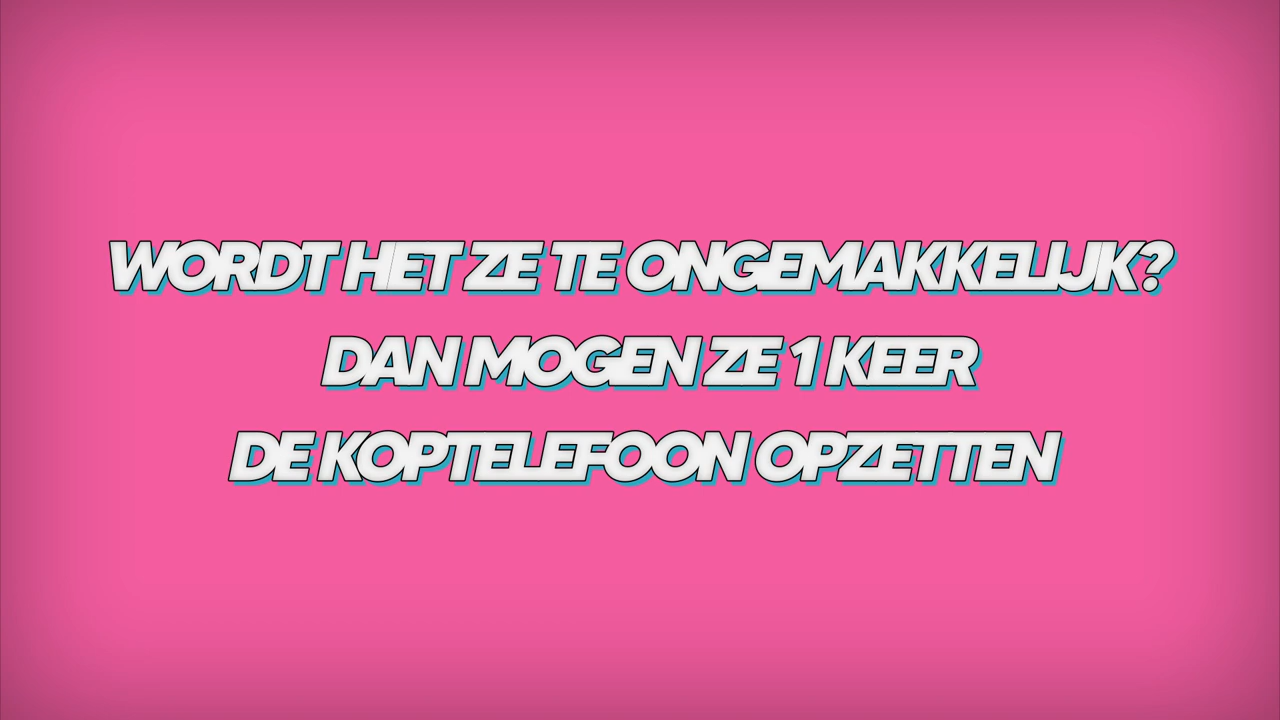 WORDT HET ZE TE ONGEMAKKELIJK?
DAN MOGEN ZE 1 KEER
DE KOPTELEFOON OPZETTEN